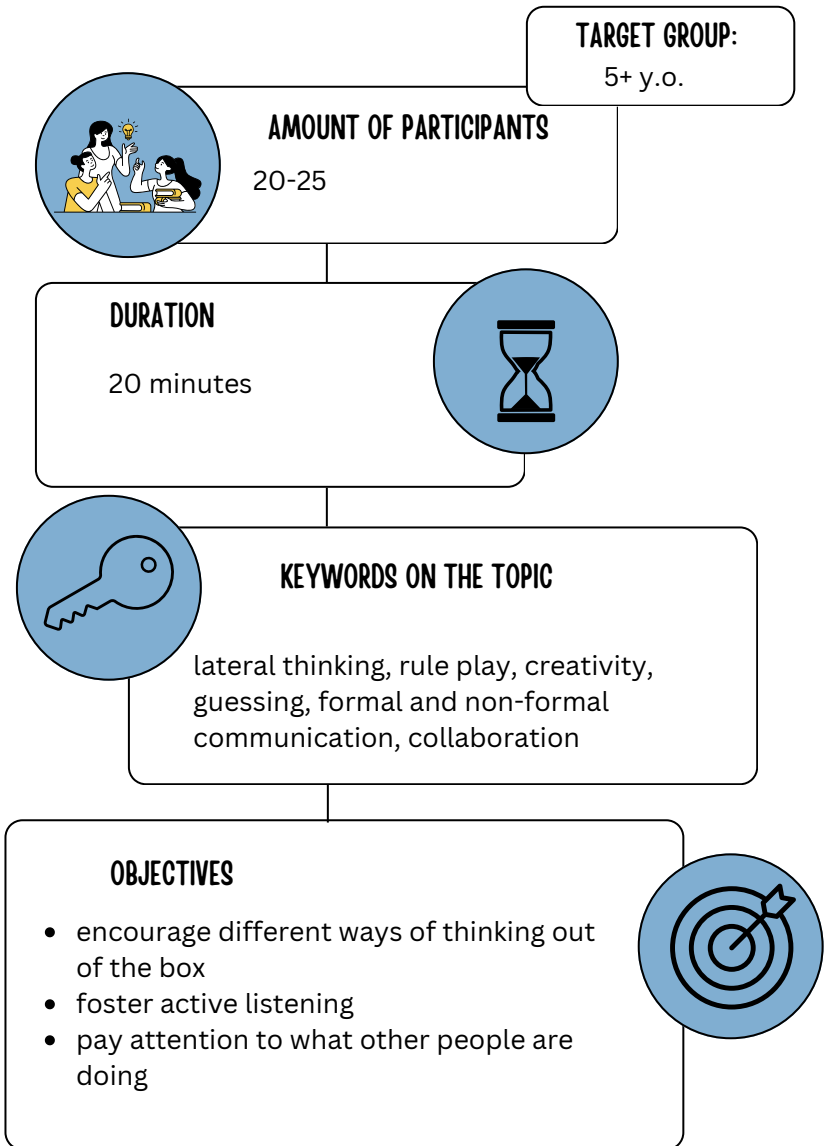 TARGET GROUP:
5+ y.o.
AMOUNT OF PARTICIPANTS
20-25
DURATION
20 minutes
KEYWORDS ON THE TOPIC
lateral thinking, rule play, creativity,
guessing, formal and non-formal
communication, collaboration
OBJECTIVES
• encourage different ways of thinking out
of the box
• foster active listening
• pay attention to what other people are
doing